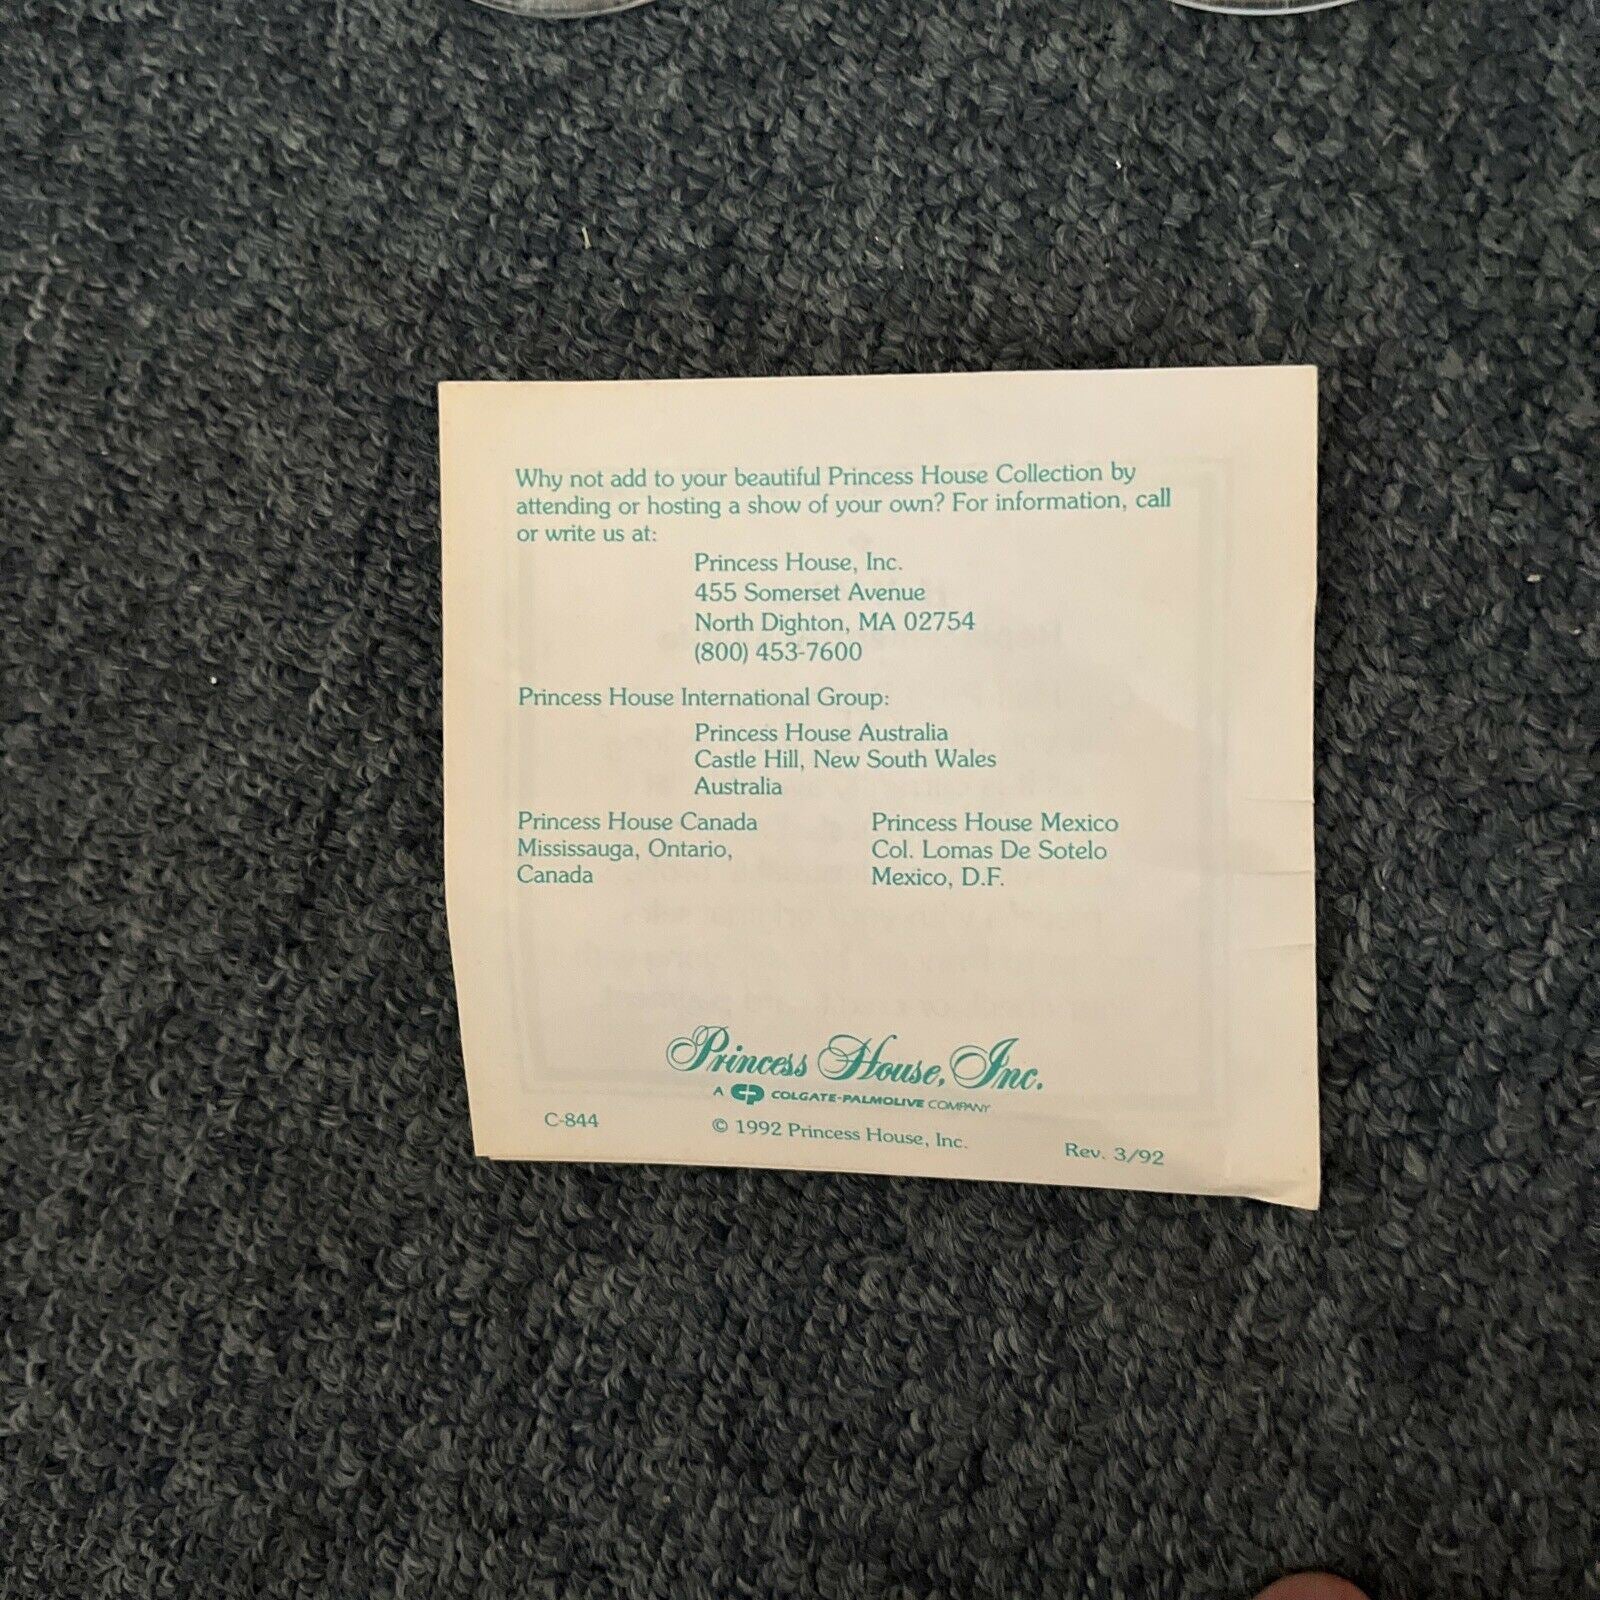 Why not add to your beautiful Princess House Collection by
attending or hosting a show of your own? For information, call
or write us at:
Princess House, Inc.
455 Somerset Avenue
North Dighton, MA 02754
(800) 453-7600
Princess House International Group:
Princess House Australia
Castle Hill, New South Wales
Australia
Princess House Canada
Mississauga, Ontario,
Canada
Princess House Mexico
Col. Lomas De Sotelo
Mexico, D.F.
Princess House, Inc.
A CP COLGATE-PALMOLIVE COMPANY
C-844
© 1992 Princess House, Inc.
Rev. 3/92